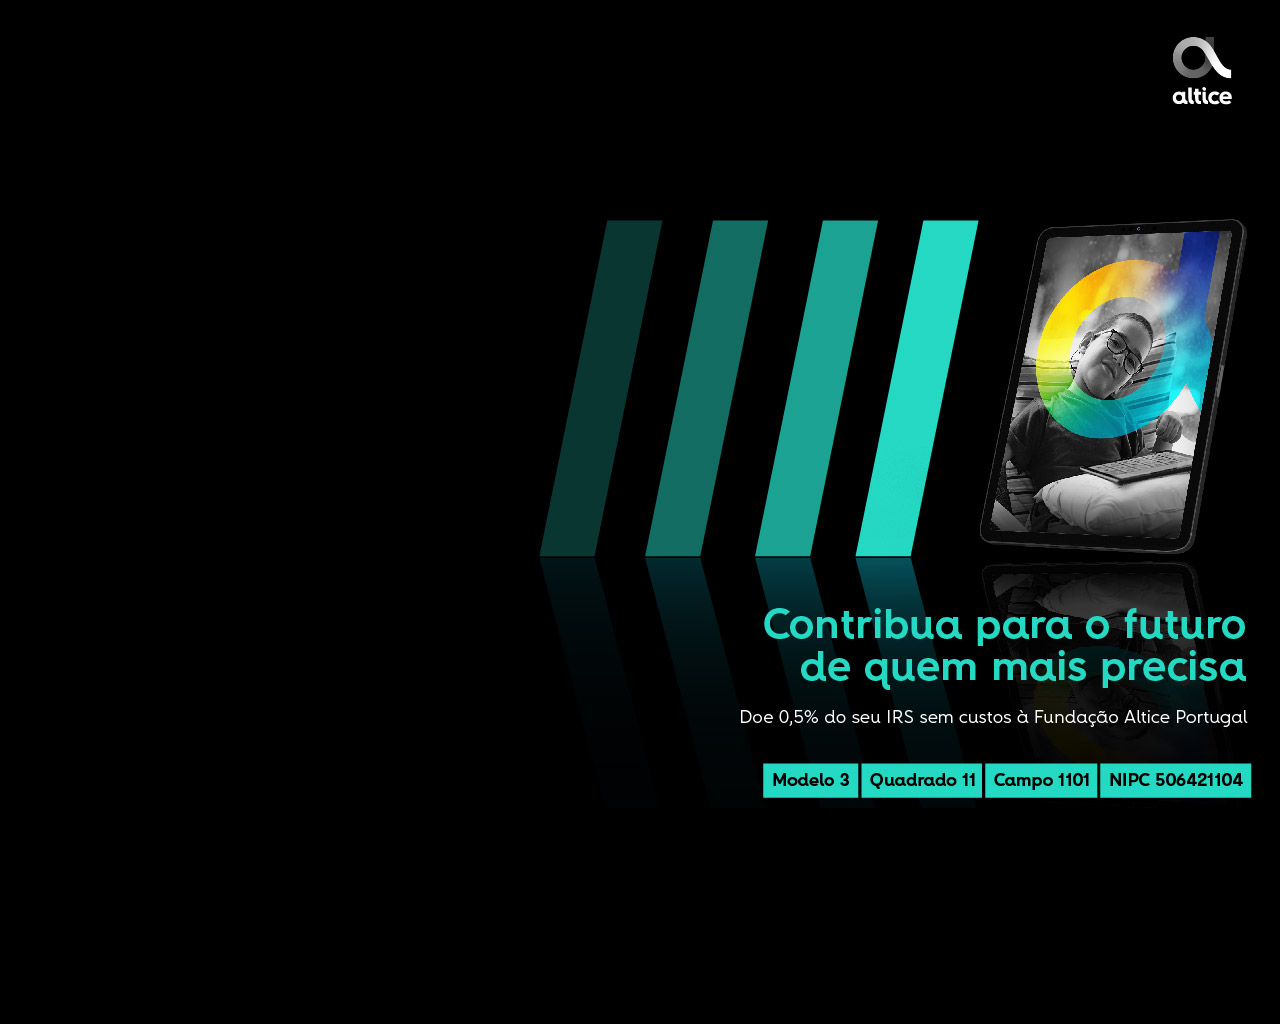 altice
Contribua para o futuro
de quem mais precisa
Doe 0,5% do seu IRS sem custos à Fundação Altice Portugal
Modelo 3 Quadrado 11 Campo 1101 NIPC 506421104